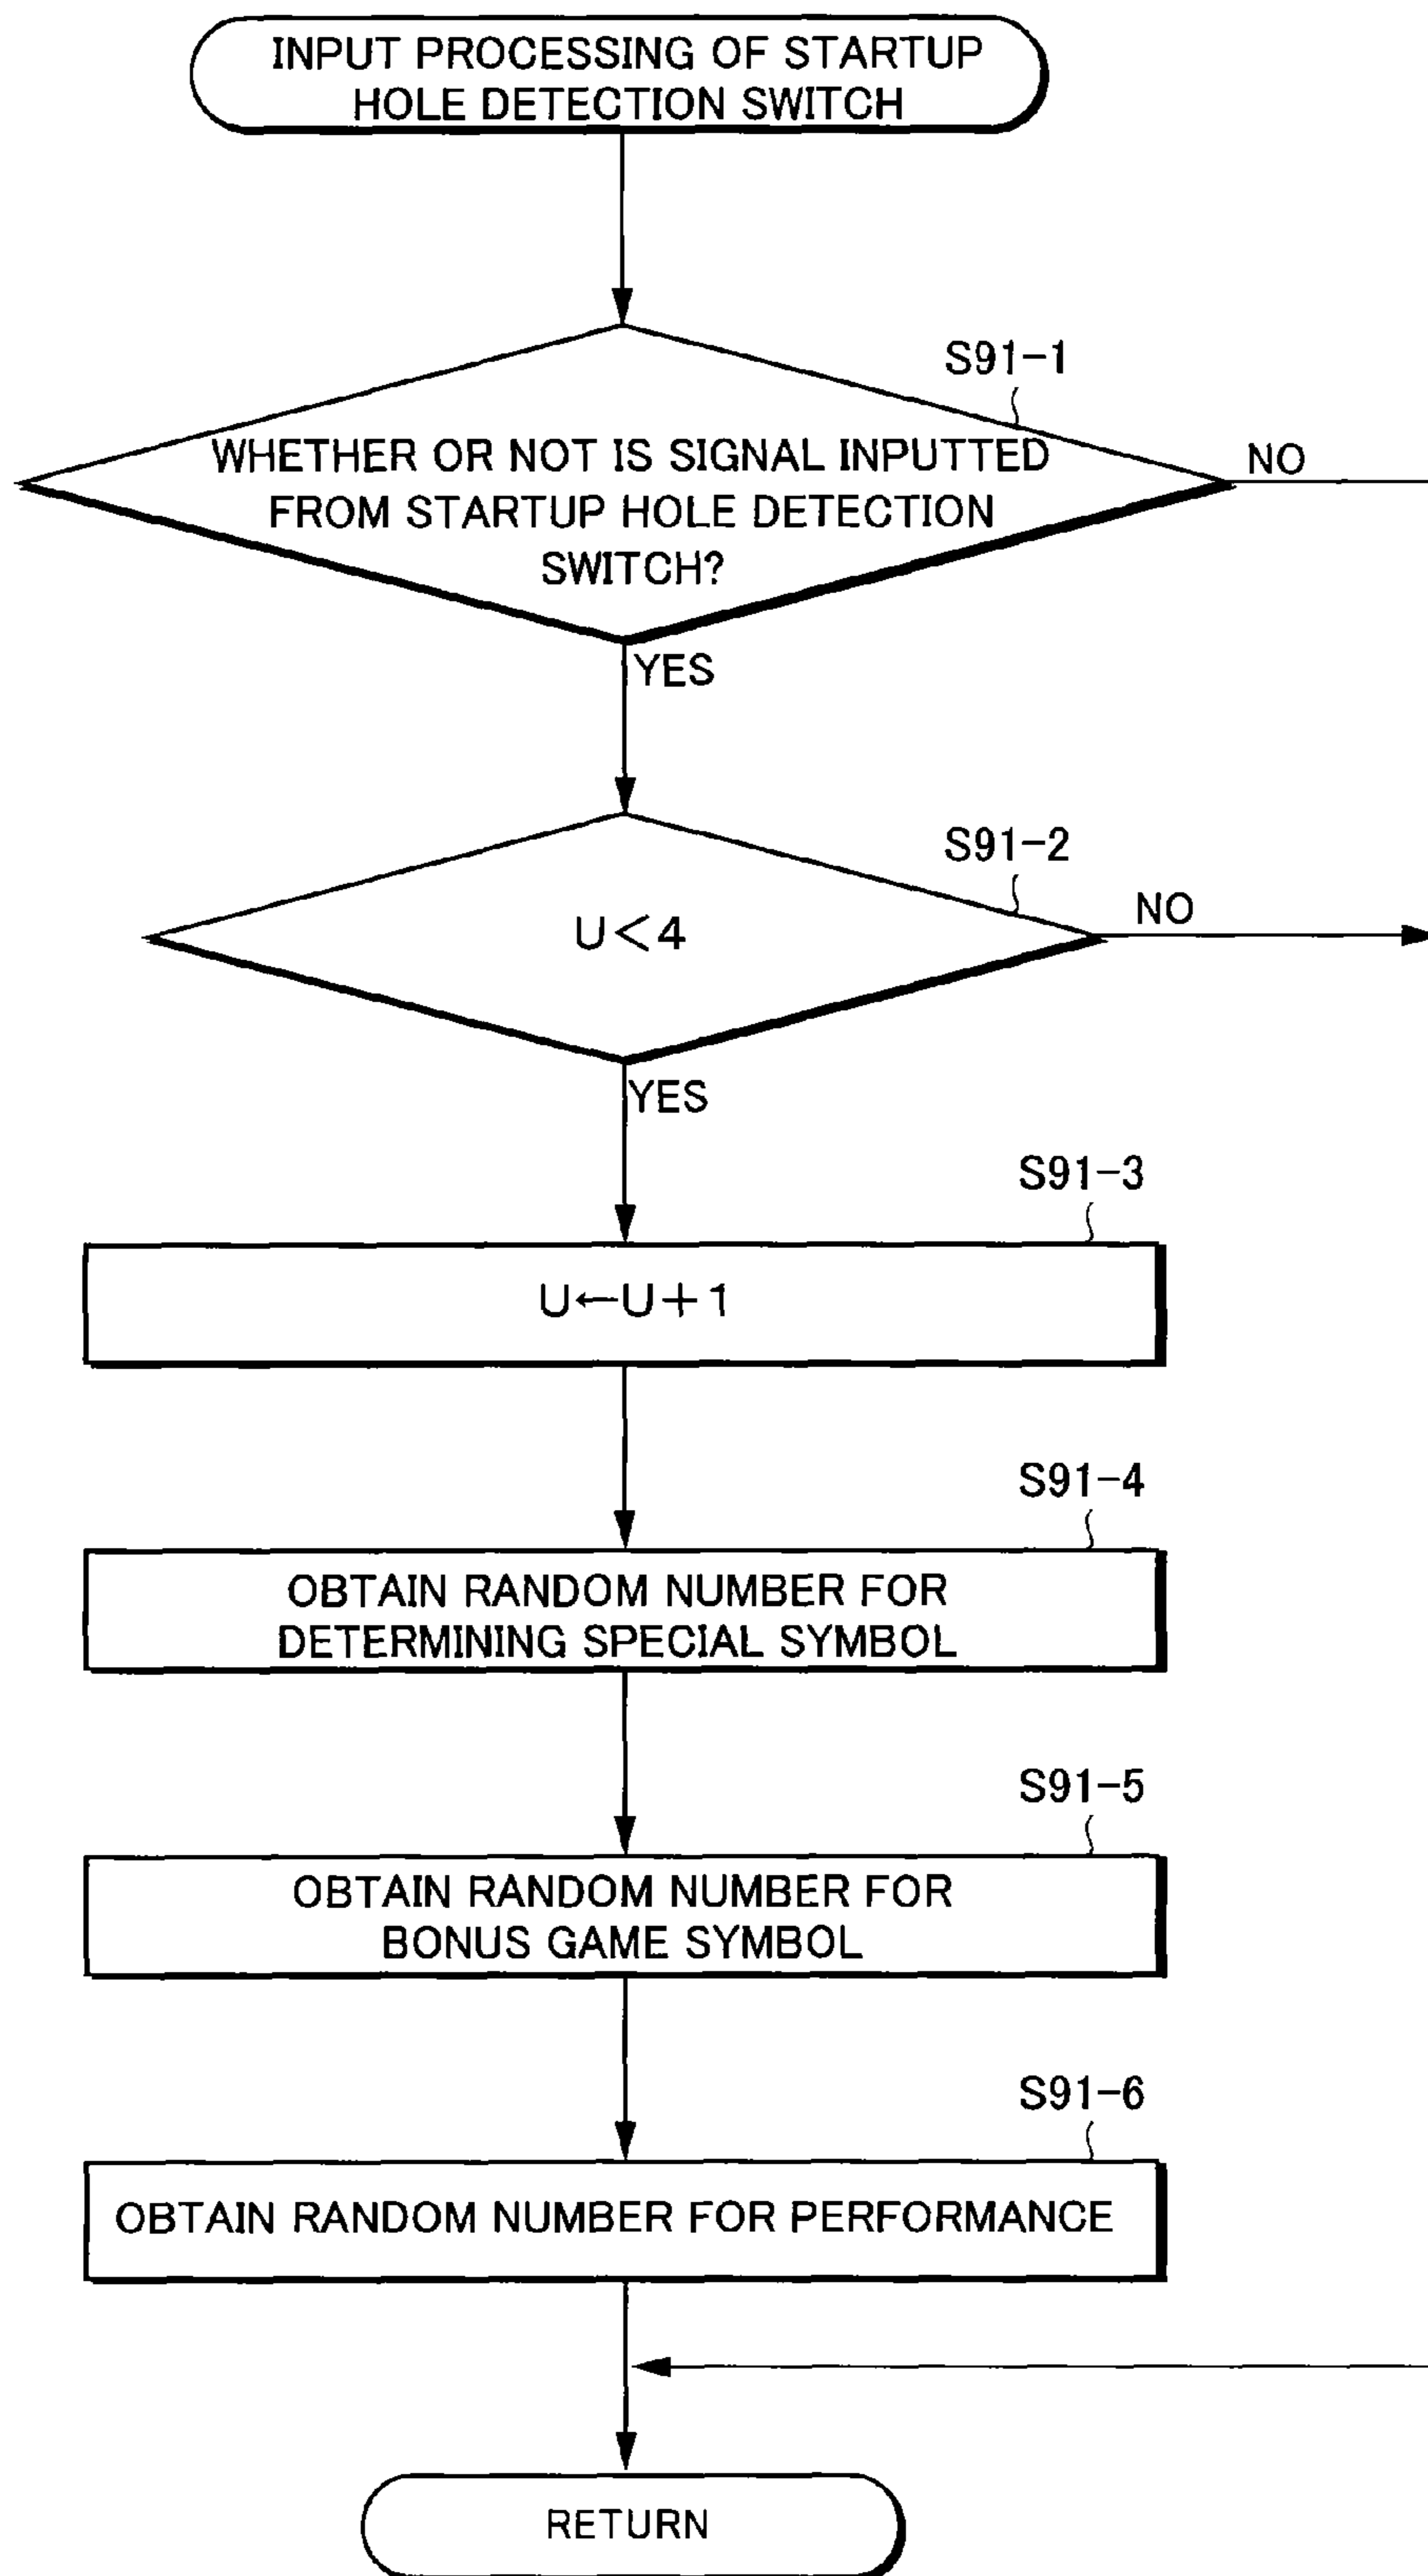 INPUT PROCESSING OF STARTUP
HOLE DETECTION SWITCH
S91-1
WHETHER OR NOT IS SIGNAL INPUTTED
FROM STARTUP HOLE DETECTION
SWITCH?
NO
YES
S91-2
U<4
NO
YES
S91-3
U←U+1
S91-4
OBTAIN RANDOM NUMBER FOR
DETERMINING SPECIAL SYMBOL
S91-5
OBTAIN RANDOM NUMBER FOR
BONUS GAME SYMBOL
S91-6
OBTAIN RANDOM NUMBER FOR PERFORMANCE
RETURN